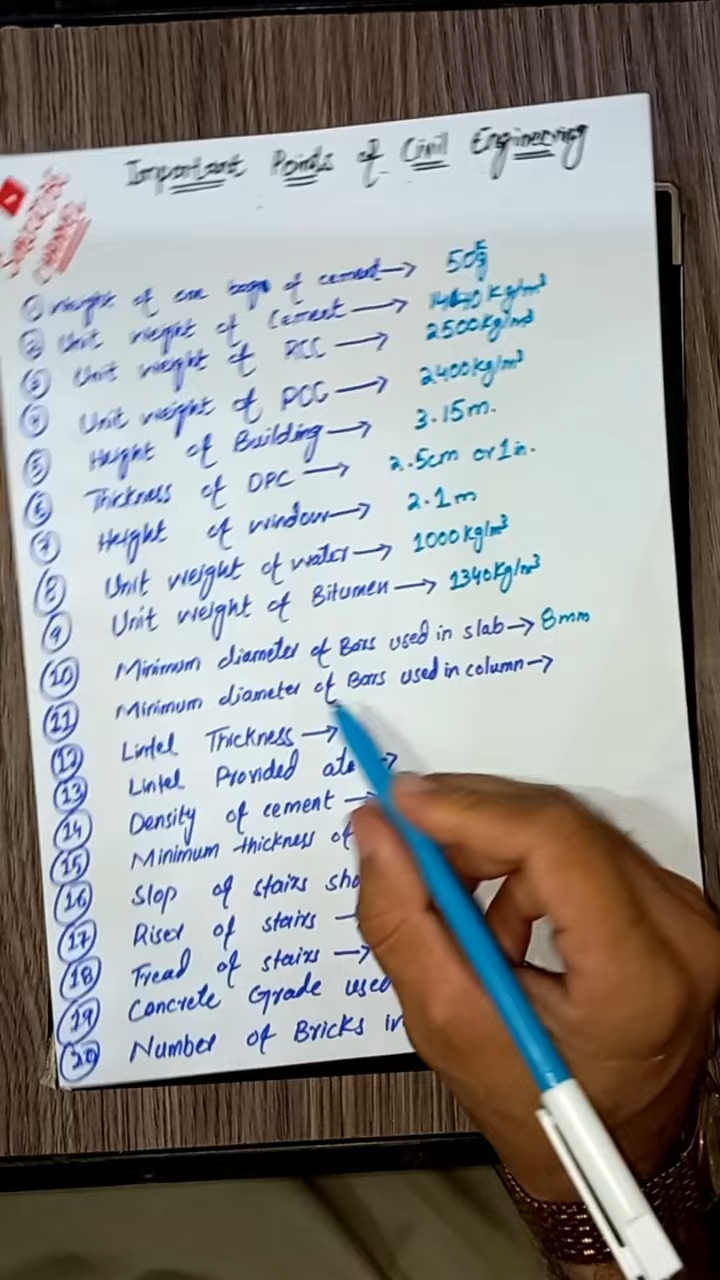 Important Points of Civil Engineering
① Weight of one bags of cement → 50
② Unit weight of Cement → 1440 Kg/m³
③ Unit weight of RCC → 2500Kg/m³
④ Unit weight of PCC → 2400Kg/m³
⑤ Height of Building → 3.15m.
⑥ Thickness of DPC → 2.5cm or 1 in.
⑦ Height of window → 2.1m
⑧ Unit weight of water → 1000Kg/m³
⑨ Unit weight of Bitumen → 1340Kg/m³
⑩ Minimum diameter of Bars used in slab → 8mm
⑪ Minimum diameter of Bars used in column →
⑫ Lintel Thickness →
⑬ Lintel Provided at
⑭ Density of cement →
⑮ Minimum thickness of
⑯ Slop of stairs sho
⑰ Riser of stairs
⑱ Tread of stairs →
⑲ Concrete Grade used
⑳ Number of Bricks in